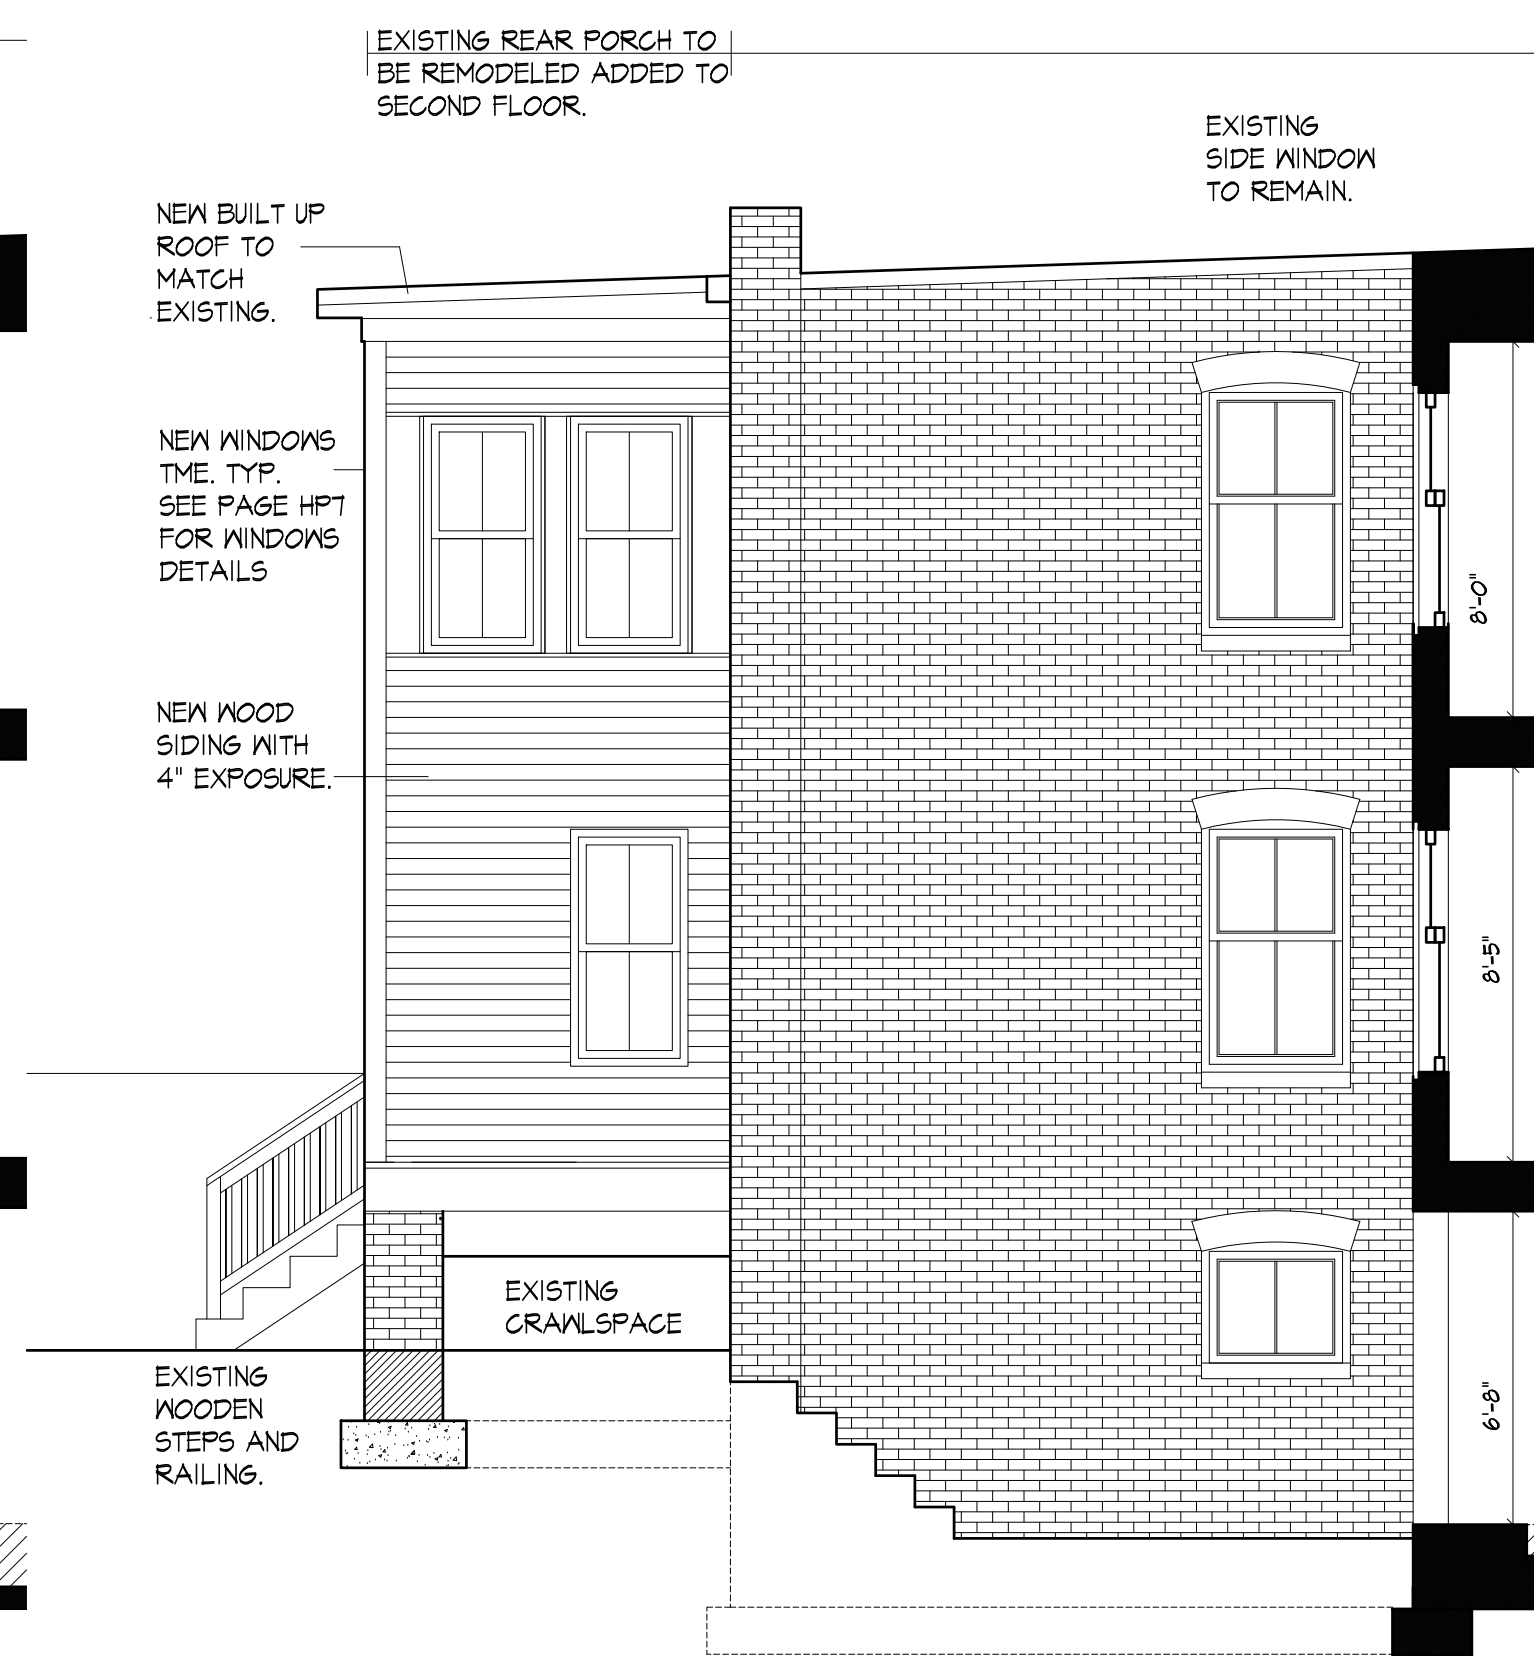 EXISTING REAR PORCH TO
BE REMODELED ADDED TO
SECOND FLOOR.
EXISTING
SIDE WINDOW
TO REMAIN.
NEW BUILT UP
ROOF TO
MATCH
EXISTING.
NEW WINDOWS
TME. TYP.
SEE PAGE HP7
FOR WINDOWS
DETAILS
8'-0"
NEW WOOD
SIDING WITH
4" EXPOSURE.
8'-5"
EXISTING
CRAWLSPACE
EXISTING
WOODEN
STEPS AND
RAILING.
6'-8"